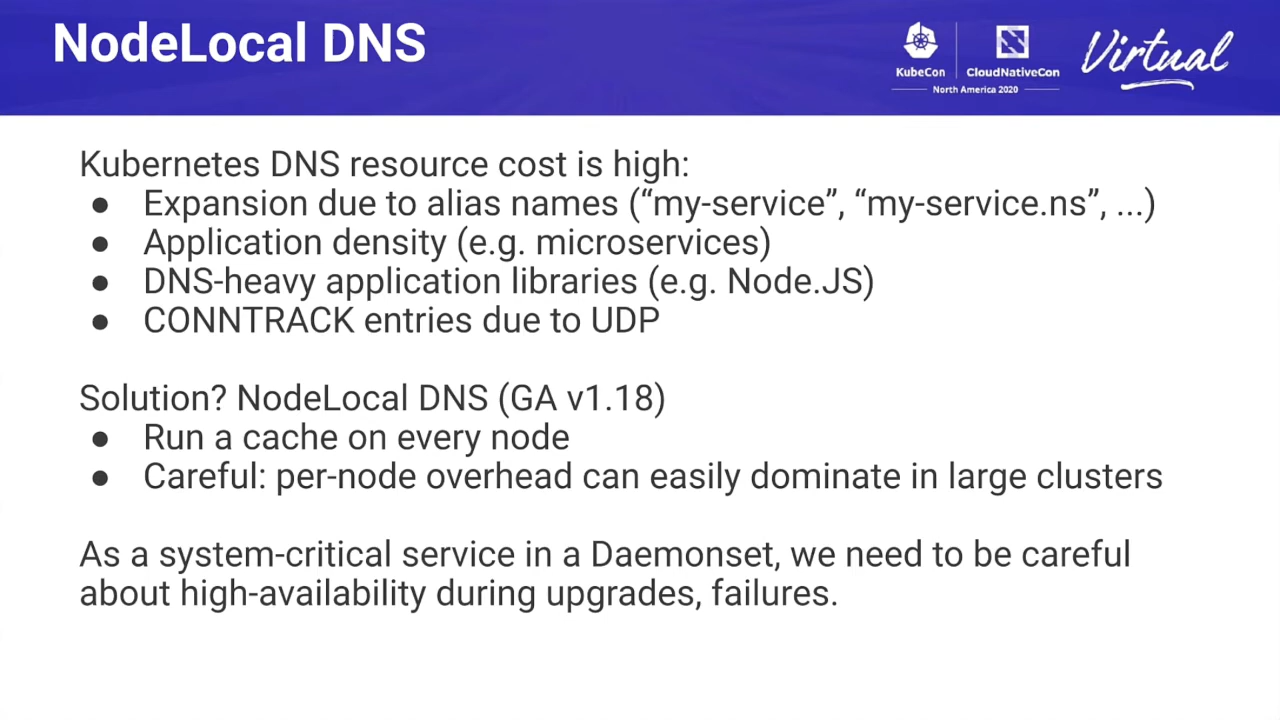 NodeLocal DNS
KubeCon
CloudNativeCon
North America 2020
Virtual
Kubernetes DNS resource cost is high:
● Expansion due to alias names (“my-service”, “my-service.ns”, ...)
● Application density (e.g. microservices)
● DNS-heavy application libraries (e.g. Node.JS)
● CONNTRACK entries due to UDP
Solution? NodeLocal DNS (GA v1.18)
● Run a cache on every node
● Careful: per-node overhead can easily dominate in large clusters
As a system-critical service in a Daemonset, we need to be careful
about high-availability during upgrades, failures.